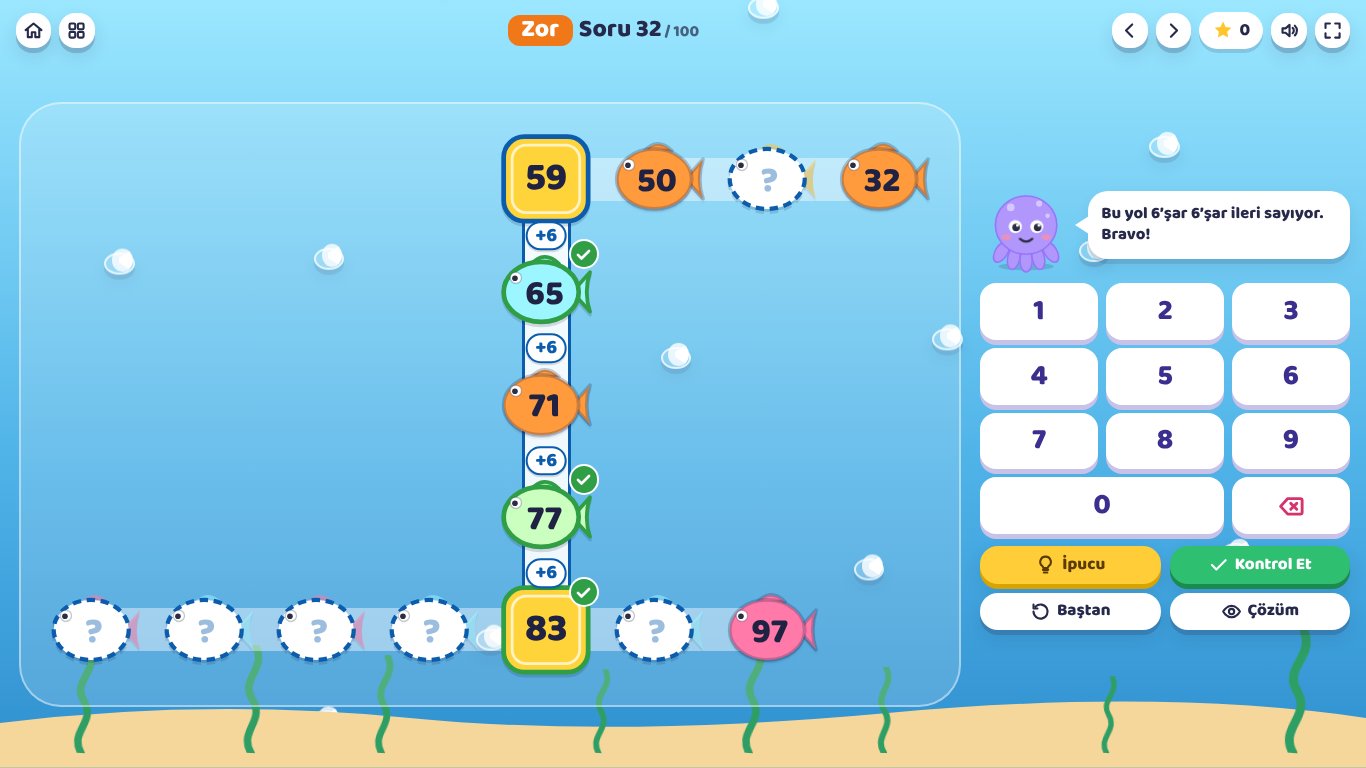 Zor Soru 32 / 100
0
59 50 ? 32
+6
65
+6
71
+6
77
+6
? ? ? ? 83 ? 97
Bu yol 6'şar 6'şar ileri sayıyor.
Bravo!
1 2 3
4 5 6
7 8 9
0
İpucu Kontrol Et
Baştan Çözüm